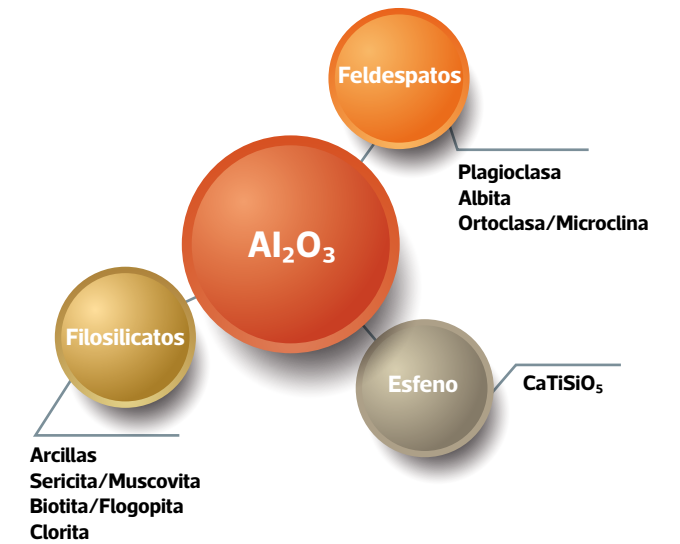 Feldespatos
Plagioclasa
Albita
Ortoclasa/Microclina
Al₂O₃
Filosilicatos
Arcillas
Sericita/Muscovita
Biotita/Flogopita
Clorita
Esfeno
CaTiSiO₅